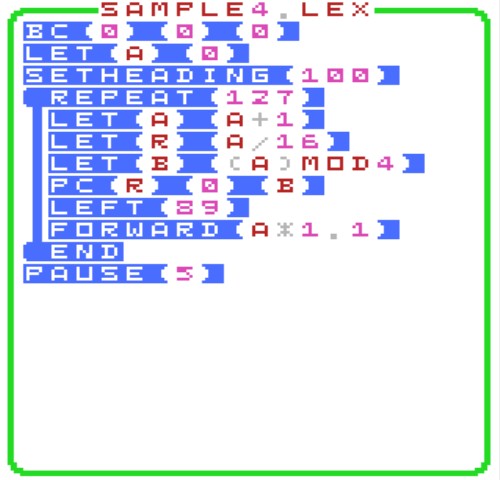 SAMPLE4.LEX
BC(0)(0)(0)
LET(A)(0)
SETHEADING(100)
REPEAT(127)
LET(A)(A+1)
LET(R)(A/16)
LET(B)((A)MOD4)
PC(R)(0)(B)
LEFT(89)
FORWARD(A*1.1)
END
PAUSE(5)